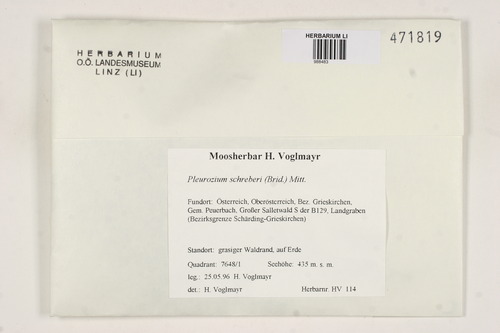 HERBARIUM
O.Ö. LANDESMUSEUM
LINZ (LI)
HERBARIUM LI
471819
Moosherbar H. Voglmayr
Pleurozium schreberi (Brid.) Mitt.
Fundort: Österreich, Oberösterreich, Bez. Grieskirchen,
Gem. Peuerbach, Großer Salletwald S der B129, Landgraben
(Bezirksgrenze Schärding-Grieskirchen)
Standort: grasiger Waldrand, auf Erde
Quadrant: 7648/1 Seehöhe: 435 m. s. m.
leg.: 25.05.96 H. Voglmayr
det.: H. Voglmayr Herbarnr. HV 114